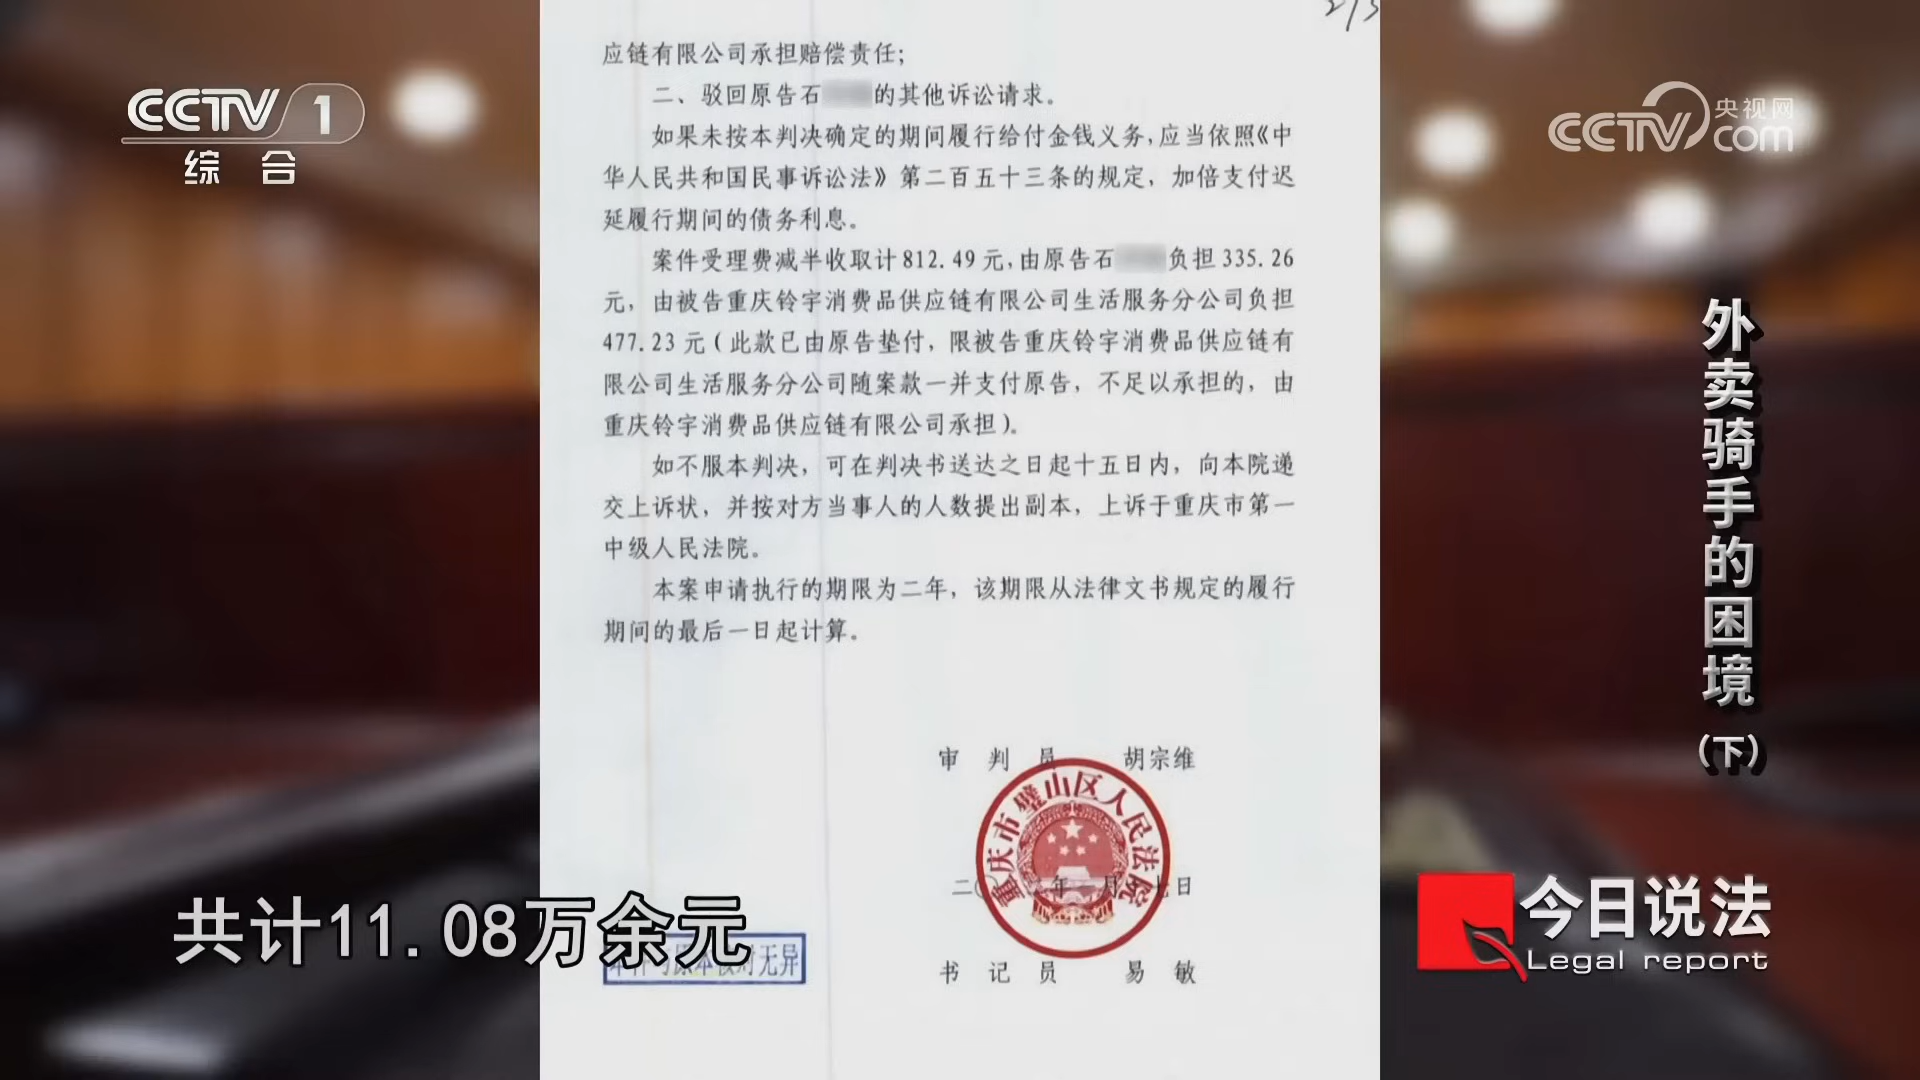 CCTV 1
综 合
央视网
CCTV.com
应链有限公司承担赔偿责任;
二、驳回原告石 的其他诉讼请求。
如果未按本判决确定的期间履行给付金钱义务,应当依照《中
华人民共和国民事诉讼法》第二百五十三条的规定,加倍支付迟
延履行期间的债务利息。
案件受理费减半收取计812.49元,由原告石 负担335.26
元,由被告重庆铃宇消费品供应链有限公司生活服务分公司负担
477.23元(此款已由原告垫付,限被告重庆铃宇消费品供应链有
限公司生活服务分公司随案款一并支付原告,不足以承担的,由
重庆铃宇消费品供应链有限公司承担)。
如不服本判决,可在判决书送达之日起十五日内,向本院递
交上诉状,并按对方当事人的人数提出副本,上诉于重庆市第一
中级人民法院。
本案申请执行的期限为二年,该期限从法律文书规定的履行
期间的最后一日起计算。
审 判 员 胡宗维
重庆市璧山区人民法院
二〇 年 月 七日
书 记 员 易 敏
本件与原本核对无异
共计11.08万余元
外卖骑手的困境(下)
今日说法
Legal report